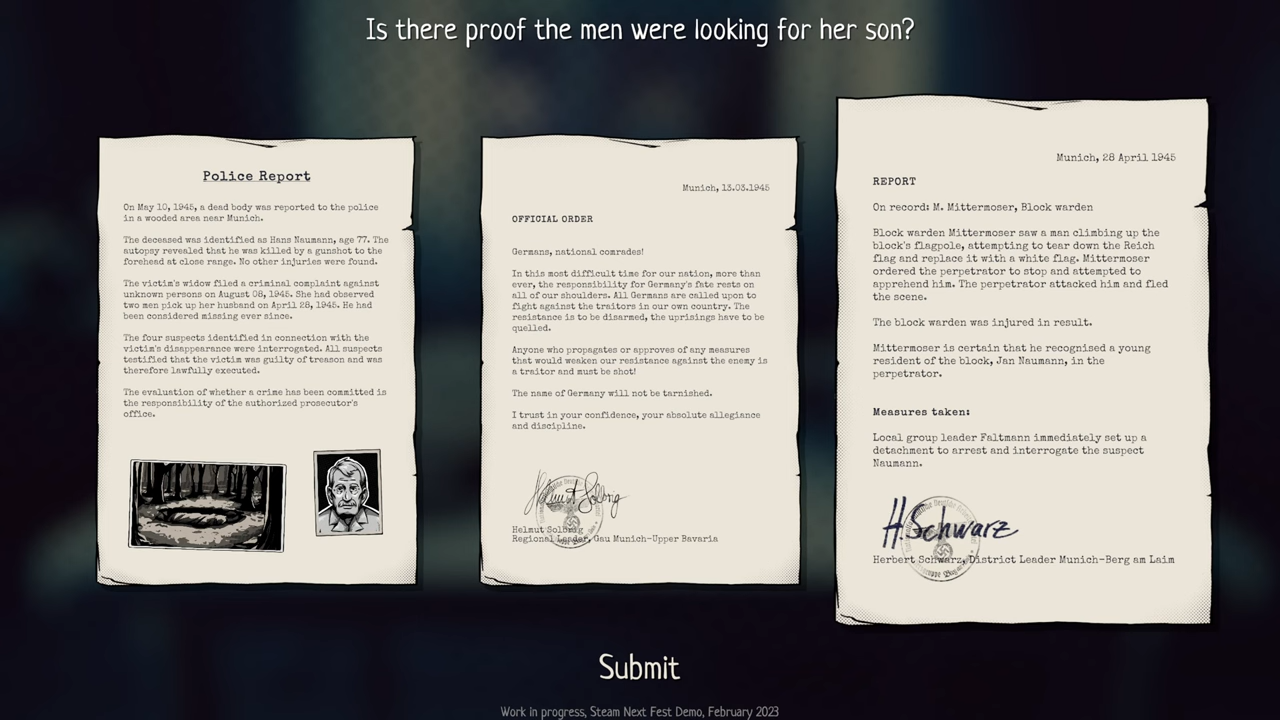 Is there proof the men were looking for her son?
Police Report
On May 10, 1945, a dead body was reported to the police
in a wooded area near Munich.
The deceased was identified as Hans Naumann, age 77. The
autopsy revealed that he was killed by a gunshot to the
forehead at close range. No other injuries were found.
The victim's widow filed a criminal complaint against
unknown persons on August 08, 1945. She had observed
two men pick up her husband on April 28, 1945. He had
been considered missing ever since.
The four suspects identified in connection with the
victim's disappearance were interrogated. All suspects
testified that the victim was guilty of treason and was
therefore lawfully executed.
The evaluation of whether a crime has been committed is
the responsibility of the authorized prosecutor's
office.
Munich, 13.03.1945
OFFICIAL ORDER
Germans, national comrades!
In this most difficult time for our nation, more than
ever, the responsibility for Germany's fate rests on
all of our shoulders. All Germans are called upon to
fight against the traitors in our own country. The
resistance is to be disarmed, the uprisings have to be
quelled.
Anyone who propagates or approves of any measures
that would weaken our resistance against the enemy is
a traitor and must be shot!
The name of Germany will not be tarnished.
I trust in your confidence, your absolute allegiance
and discipline.
Helmut Solbrig
Regional Leader, Gau Munich-Upper Bavaria
Munich, 28 April 1945
REPORT
On record: M. Mittermoser, Block warden
Block warden Mittermoser saw a man climbing up the
block's flagpole, attempting to tear down the Reich
flag and replace it with a white flag. Mittermoser
ordered the perpetrator to stop and attempted to
apprehend him. The perpetrator attacked him and fled
the scene.
The block warden was injured in result.
Mittermoser is certain that he recognised a young
resident of the block, Jan Naumann, in the
perpetrator.
Measures taken:
Local group leader Faltmann immediately set up a
detachment to arrest and interrogate the suspect
Naumann.
H. Schwarz
Herbert Schwarz, District Leader Munich-Berg am Laim
Submit
Work in progress, Steam Next Fest Demo, February 2023